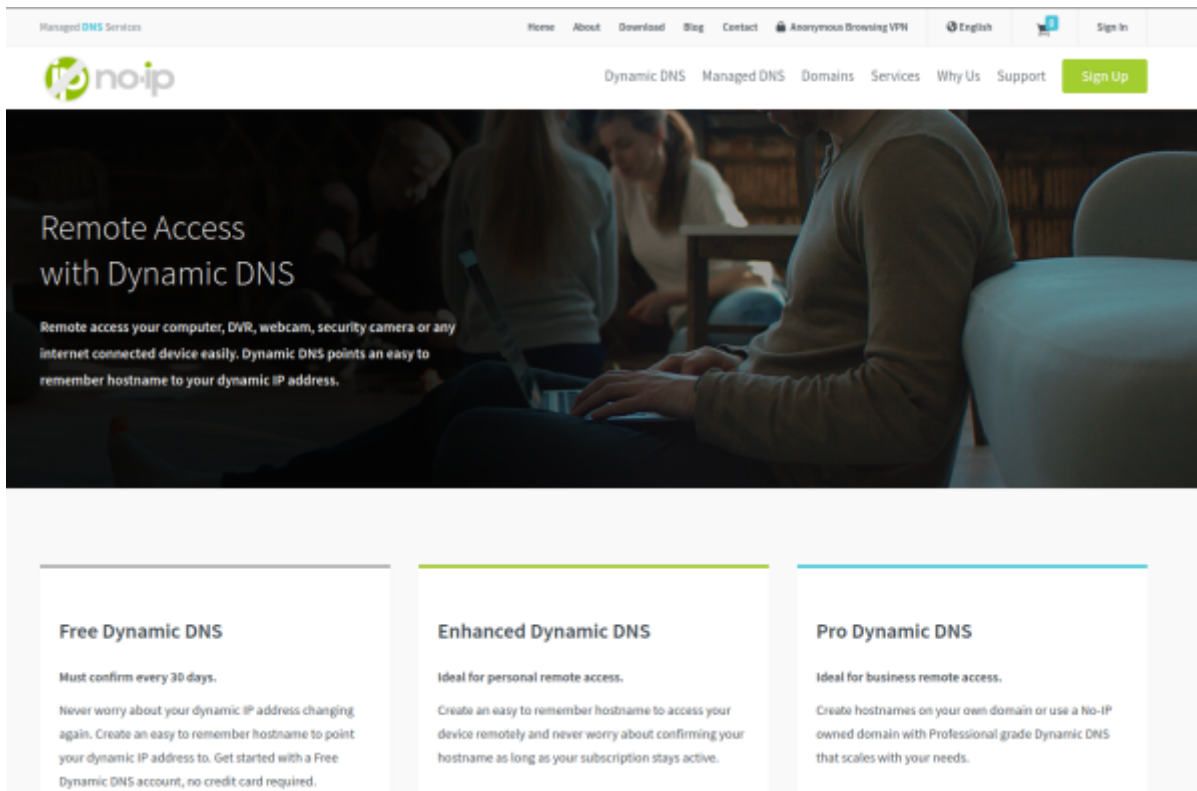 Managed DNS Services
Home About Download Blog Contact Anonymous Browsing VPN English 0 Sign In
ip no·ip
Dynamic DNS Managed DNS Domains Services Why Us Support Sign Up
Remote Access
with Dynamic DNS
Remote access your computer, DVR, webcam, security camera or any
internet connected device easily. Dynamic DNS points an easy to
remember hostname to your dynamic IP address.
Free Dynamic DNS
Must confirm every 30 days.
Never worry about your dynamic IP address changing
again. Create an easy to remember hostname to point
your dynamic IP address to. Get started with a Free
Dynamic DNS account, no credit card required.
Enhanced Dynamic DNS
Ideal for personal remote access.
Create an easy to remember hostname to access your
device remotely and never worry about confirming your
hostname as long as your subscription stays active.
Pro Dynamic DNS
Ideal for business remote access.
Create hostnames on your own domain or use a No-IP
owned domain with Professional grade Dynamic DNS
that scales with your needs.